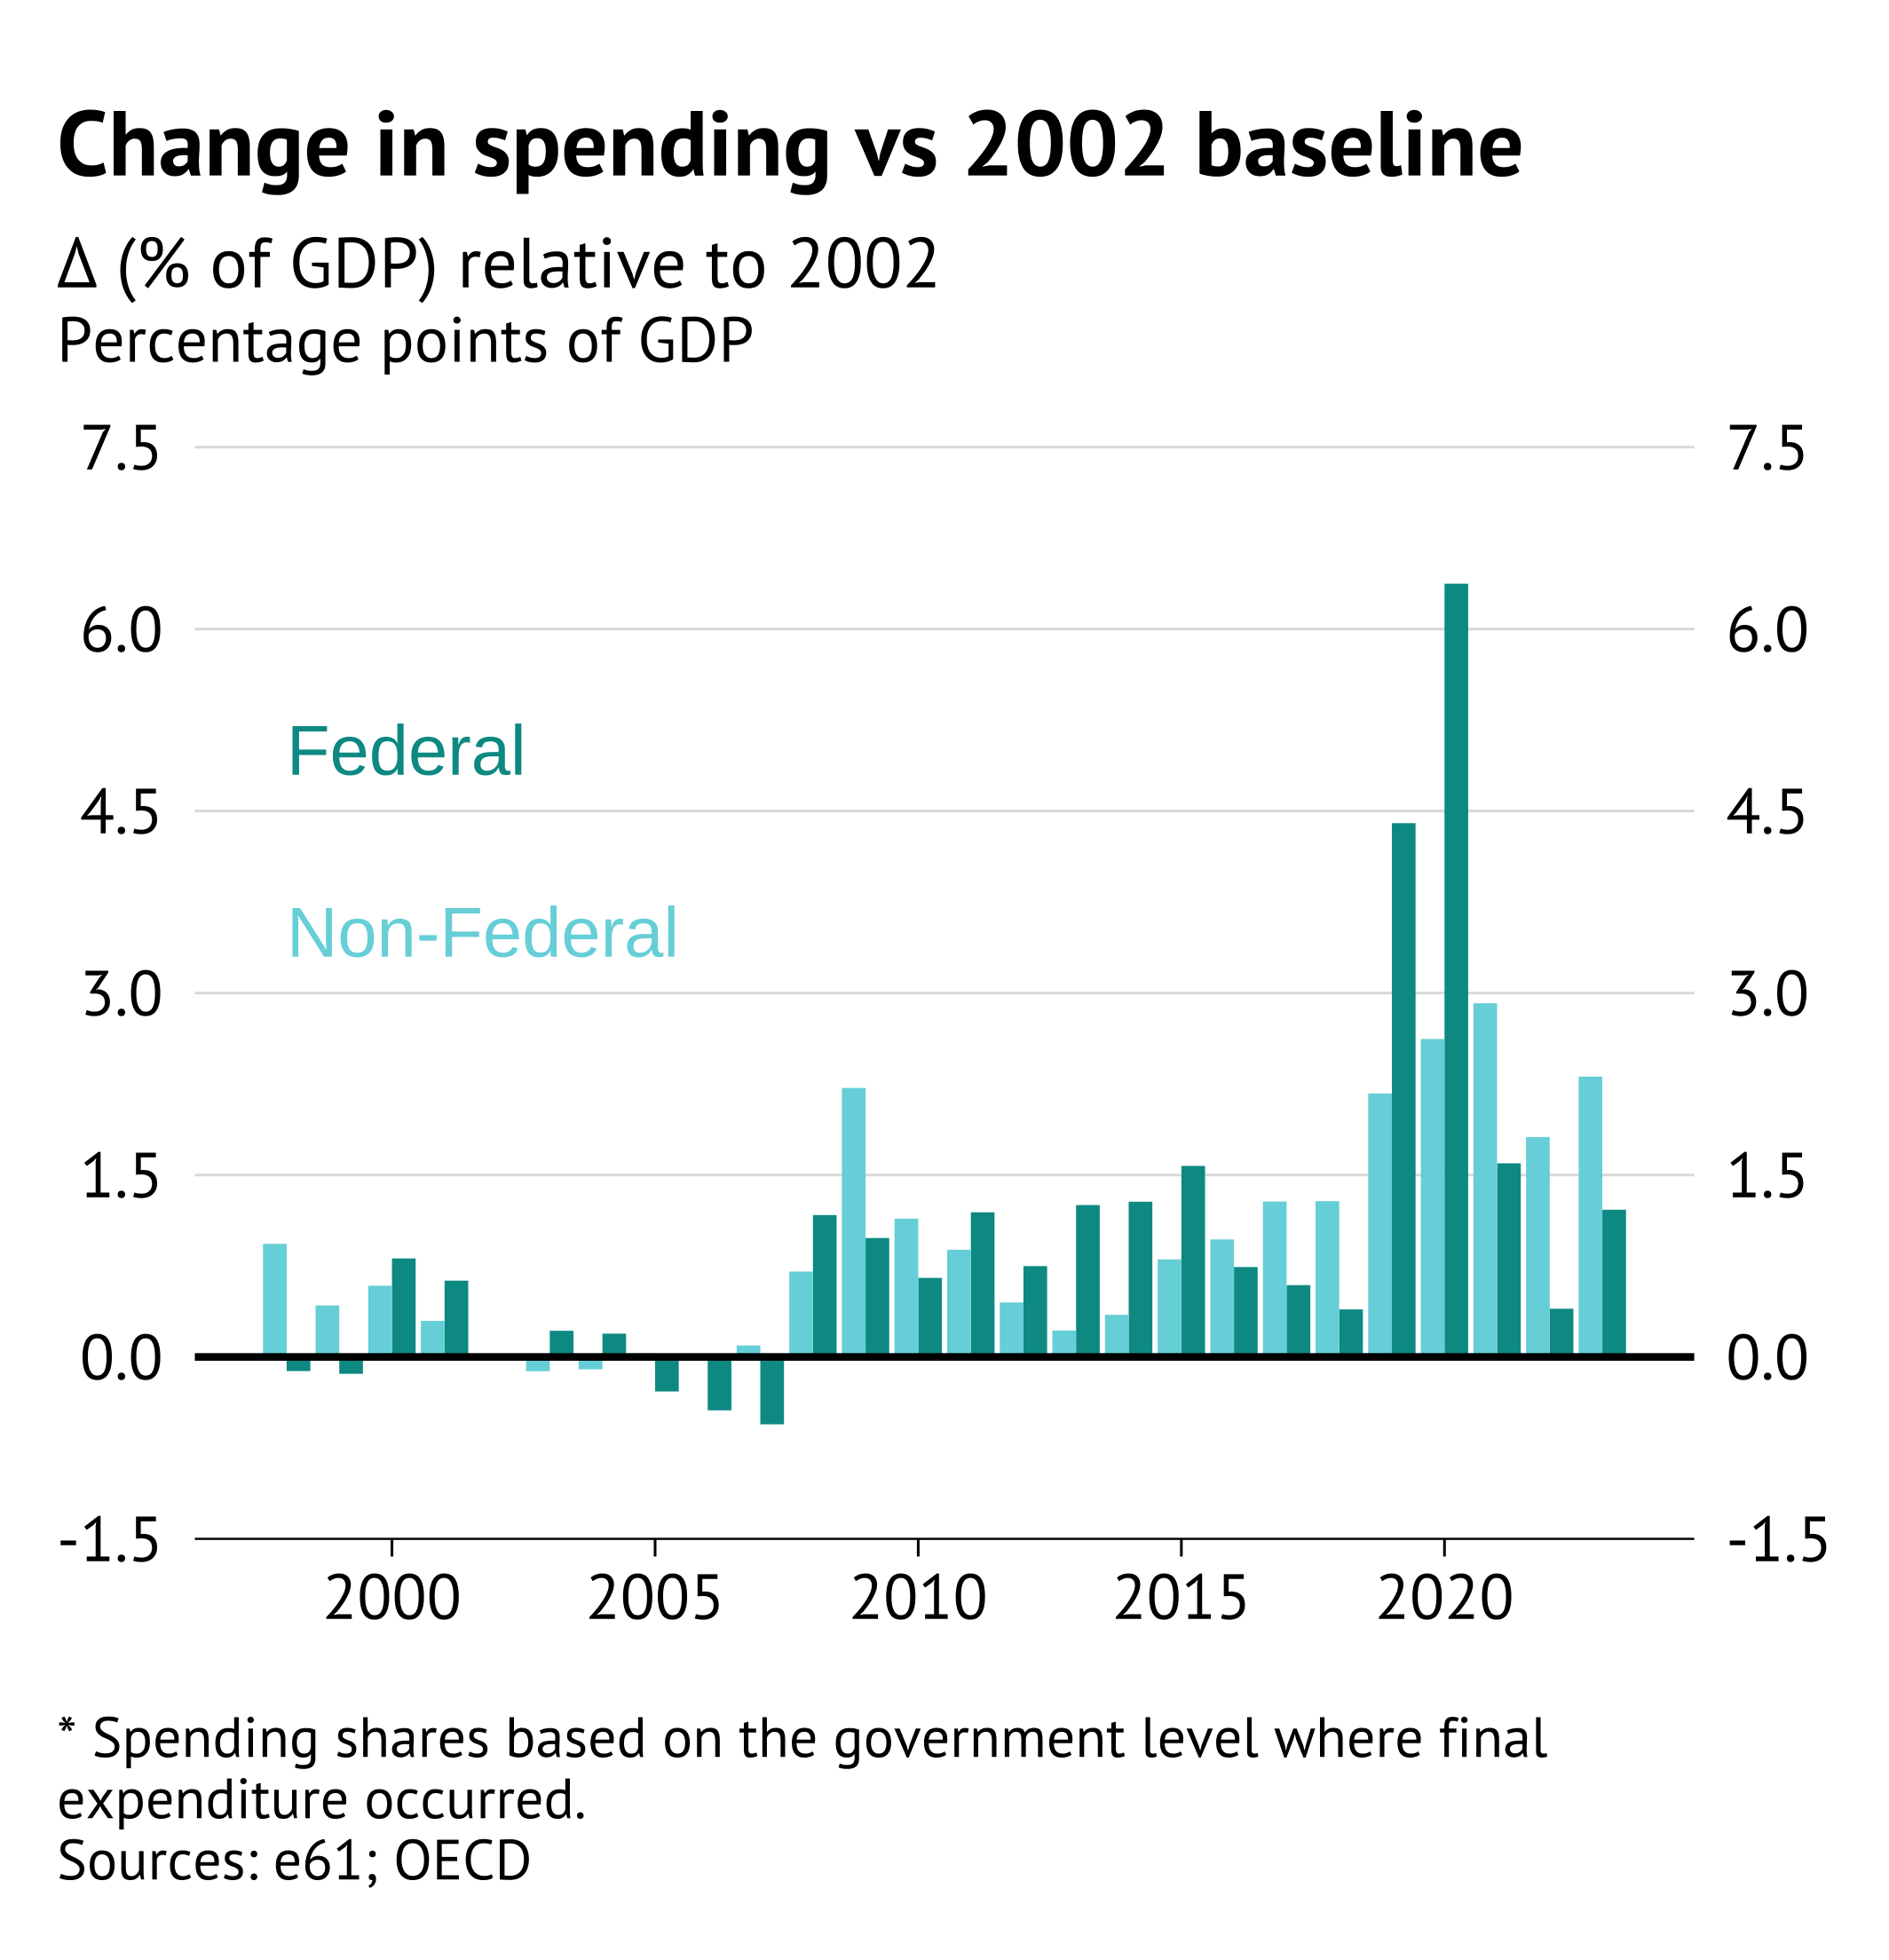 Change in spending vs 2002 baseline
Δ (% of GDP) relative to 2002
Percentage points of GDP
7.5 7.5
6.0 6.0
Federal
4.5 4.5
Non-Federal
3.0 3.0
1.5 1.5
0.0 0.0
-1.5 -1.5
2000 2005 2010 2015 2020
* Spending shares based on the government level where final
expenditure occurred.
Sources: e61; OECD